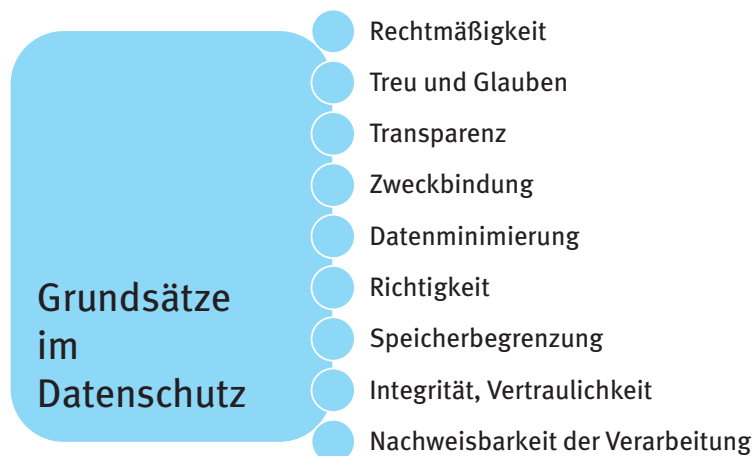 Grundsätze
im
Datenschutz
Rechtmäßigkeit
Treu und Glauben
Transparenz
Zweckbindung
Datenminimierung
Richtigkeit
Speicherbegrenzung
Integrität, Vertraulichkeit
Nachweisbarkeit der Verarbeitung